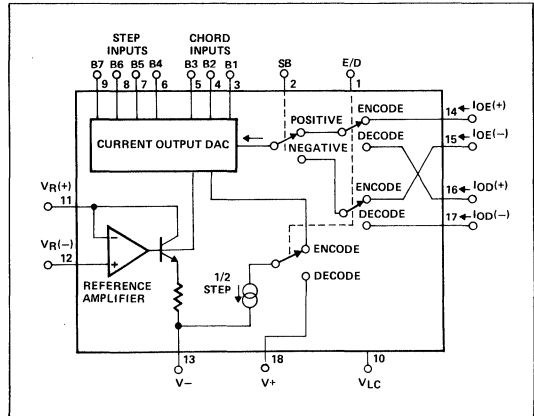 STEP INPUTS
CHORD INPUTS
B7 B6 B5 B4 B3 B2 B1 SB E/D
9 8 7 6 5 4 3 2 1
CURRENT OUTPUT DAC
POSITIVE
NEGATIVE
ENCODE
DECODE
ENCODE
DECODE
14 IOE(+)
15 IOE(−)
16 IOD(+)
17 IOD(−)
VR(+)
11
VR(−)
12
−
+
REFERENCE
AMPLIFIER
1/2
STEP
ENCODE
DECODE
13 18 10
V− V+ VLC